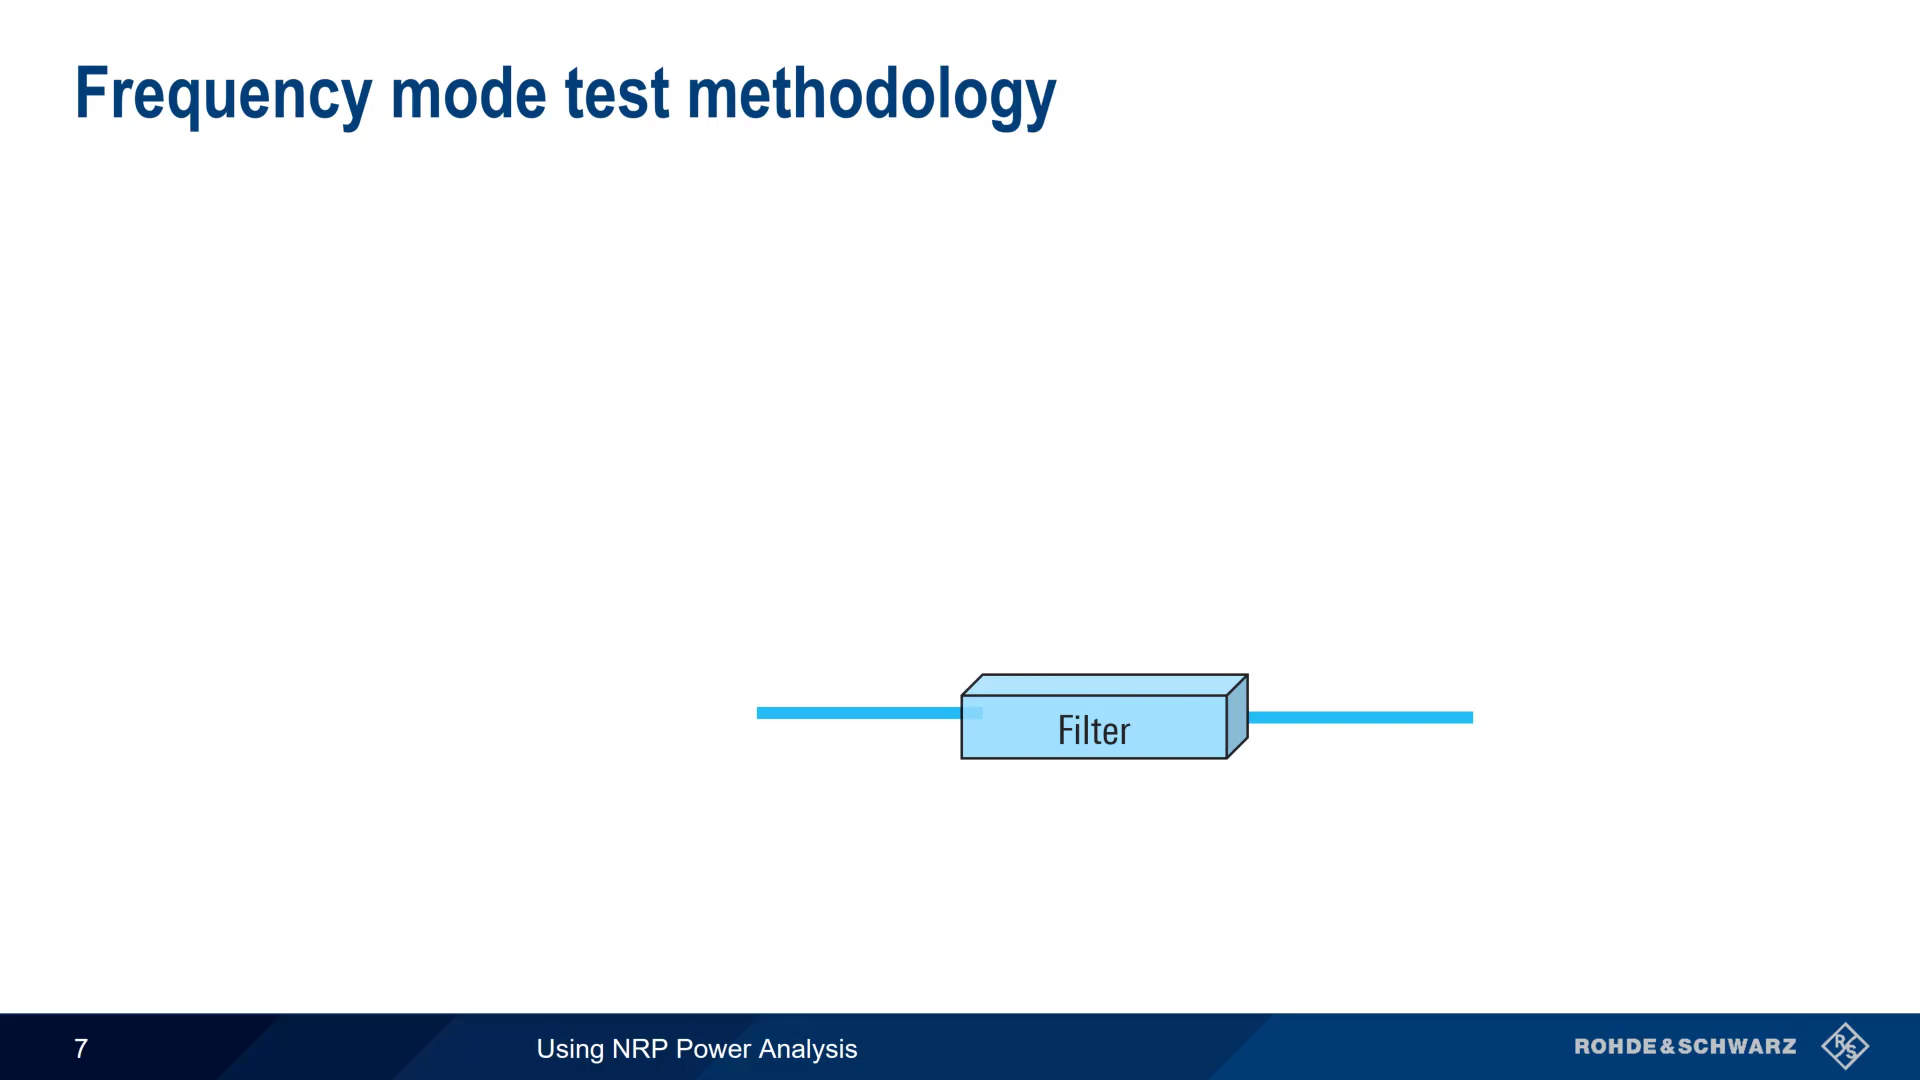 Frequency mode test methodology
Filter
7
Using NRP Power Analysis
ROHDE&SCHWARZ
R
S